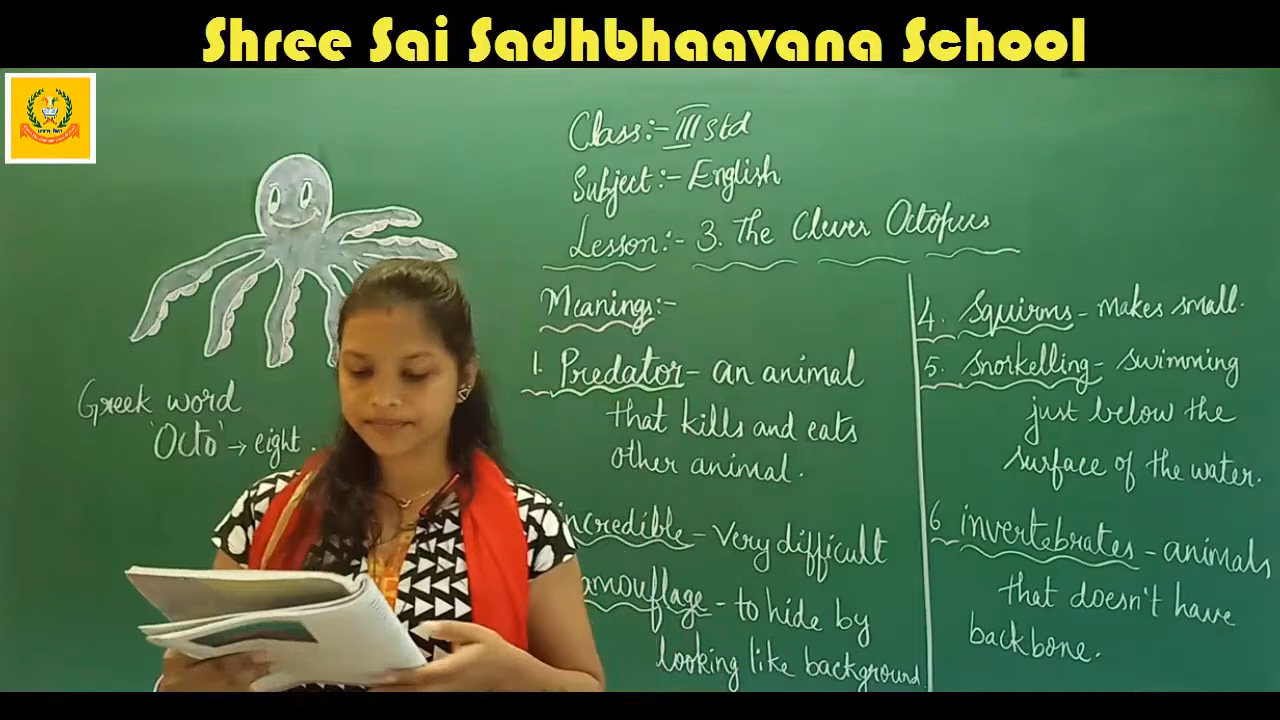 Shree Sai Sadhbhaavana School
Class:- III std
Subject:- English
Lesson:- 3. The Clever Octopus
Meanings:-
1. Predator - an animal
that kills and eats
other animal.
incredible - very difficult
amouflage - to hide by
looking like background.
4. Squirms - makes small.
5. Snorkelling - swimming
just below the
surface of the water.
6 invertebrates - animals
that doesn't have
backbone.
Greek word
'Octo' → eight.